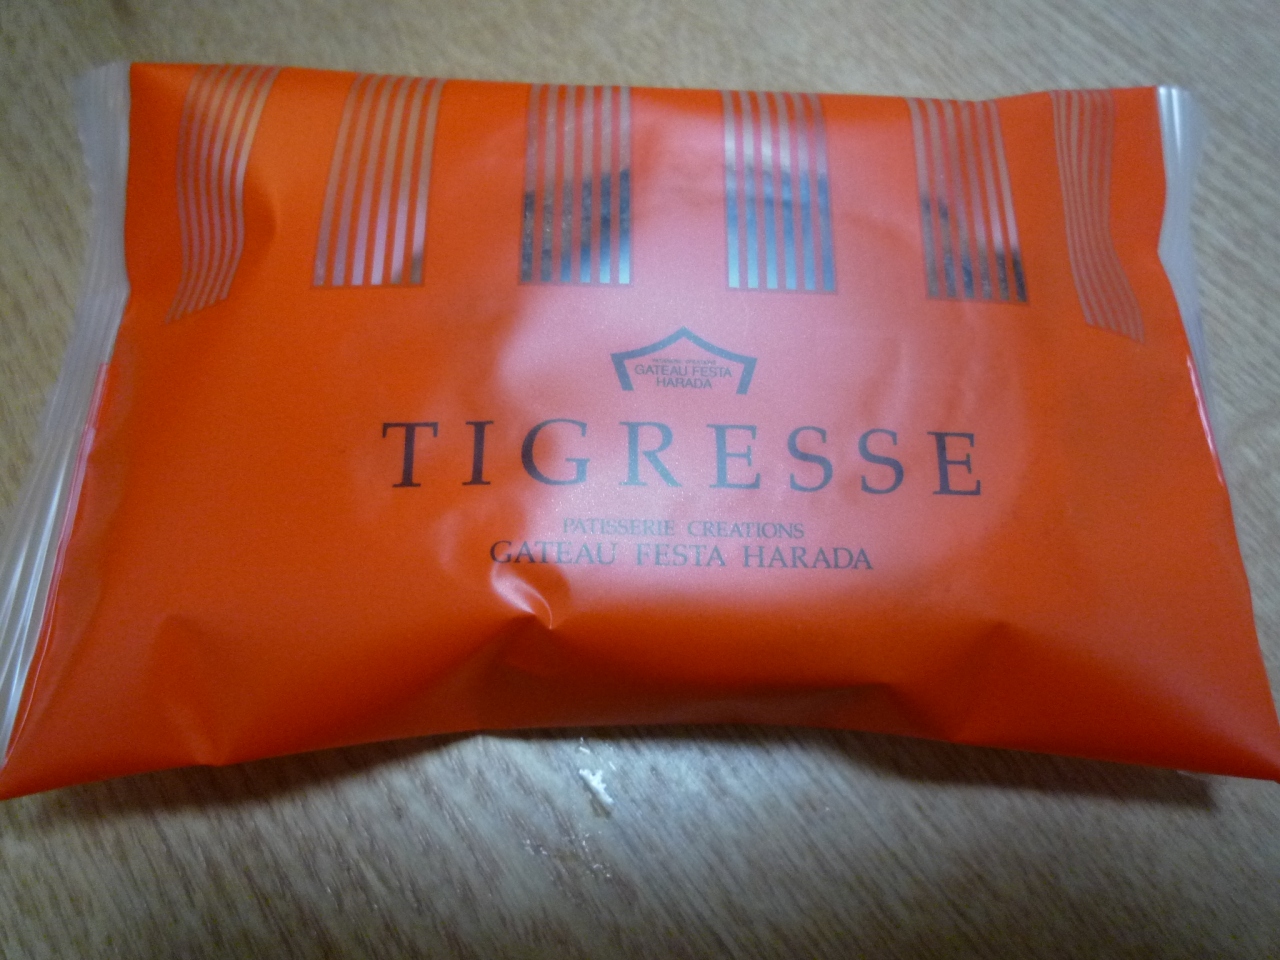 GATEAU FESTA
HARADA
TIGRESSE
PATISSERIE CREATIONS
GATEAU FESTA HARADA